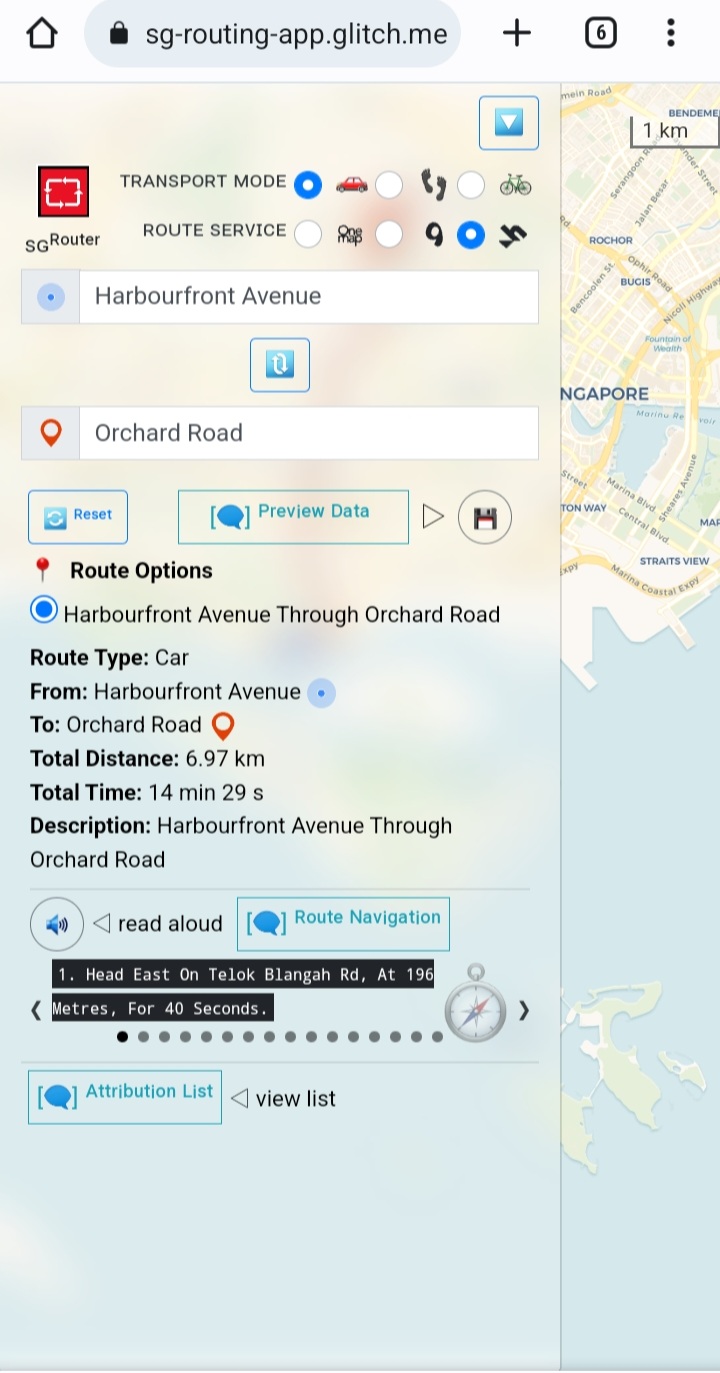 sg-routing-app.glitch.me
6
TRANSPORT MODE
ROUTE SERVICE
One
map
SGRouter
Harbourfront Avenue
Orchard Road
Reset
[ ] Preview Data
Route Options
Harbourfront Avenue Through Orchard Road
Route Type: Car
From: Harbourfront Avenue
To: Orchard Road
Total Distance: 6.97 km
Total Time: 14 min 29 s
Description: Harbourfront Avenue Through
Orchard Road
read aloud
[ ] Route Navigation
1. Head East On Telok Blangah Rd, At 196
Metres, For 40 Seconds.
[ ] Attribution List
view list
mein Road
BENDEME
1 km
Serangoon R
Jalan Besar
ender Street
Rd
ROCHOR
Ophir Road
BUGIS
Bencoolen St.
Nicoll Highway
Fountain of
Wealth
NGAPORE
Marina Re
voir
Street
Marina Blvd
Sheares Avenue
TON WAY
Central Blvd.
MAR
STRAITS VIEW
Expy
Marina Coastal Expy